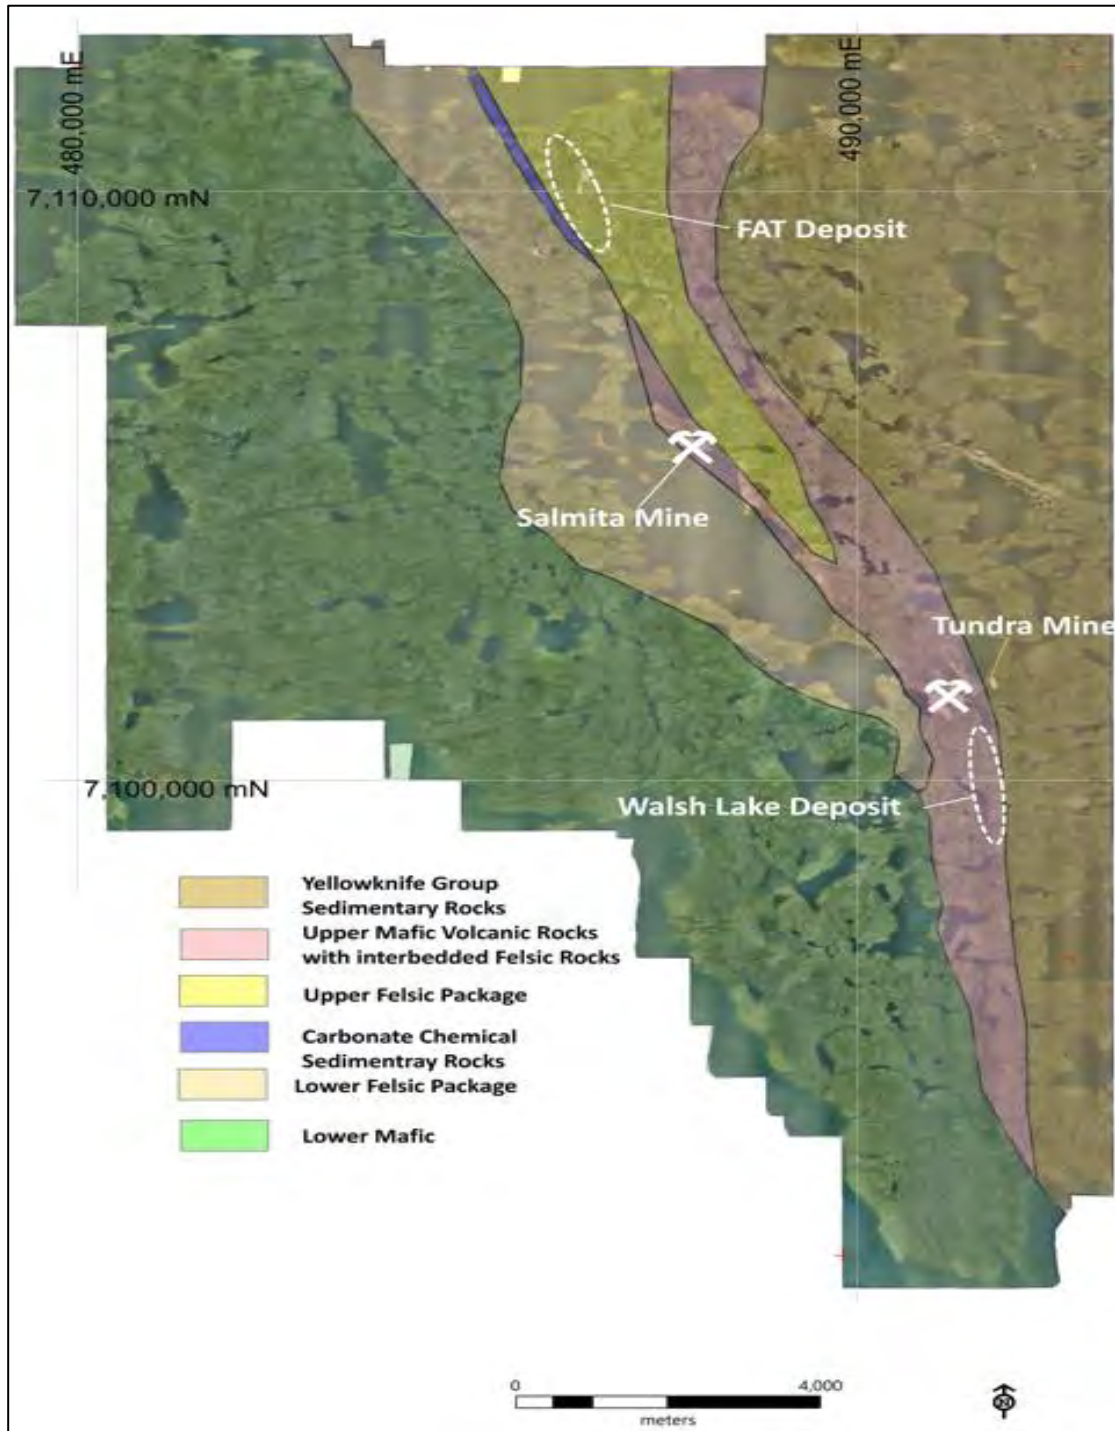 480,000 mE
490,000 mE
7,110,000 mN
FAT Deposit
Salmita Mine
Tundra Mine
7,100,000 mN
Walsh Lake Deposit
Yellowknife Group
Sedimentary Rocks
Upper Mafic Volcanic Rocks
with interbedded Felsic Rocks
Upper Felsic Package
Carbonate Chemical
Sedimentray Rocks
Lower Felsic Package
Lower Mafic
0
4,000
meters
N